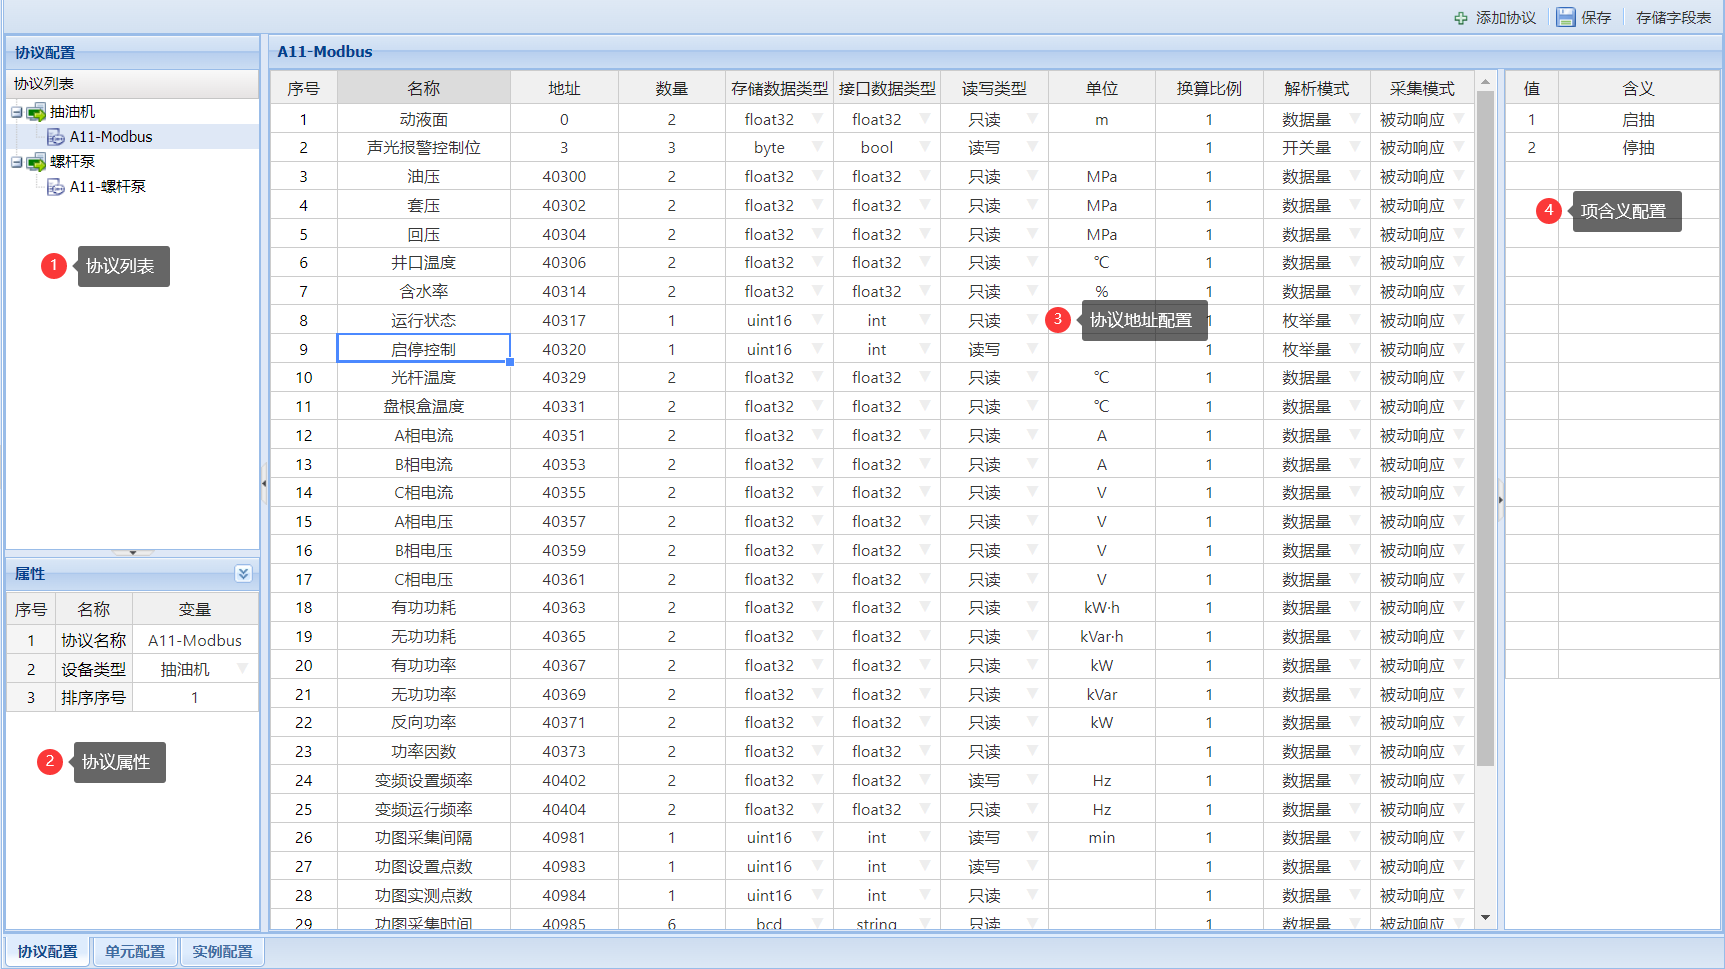 添加协议 保存 存储字段表
协议配置
协议列表
抽油机
A11-Modbus
螺杆泵
A11-螺杆泵
1 协议列表
属性
序号 名称 变量
1 协议名称 A11-Modbus
2 设备类型 抽油机
3 排序序号 1
2 协议属性
A11-Modbus
序号 名称 地址 数量 存储数据类型 接口数据类型 读写类型 单位 换算比例 解析模式 采集模式
1 动液面 0 2 float32 float32 只读 m 1 数据量 被动响应
2 声光报警控制位 3 3 byte bool 读写 1 开关量 被动响应
3 油压 40300 2 float32 float32 只读 MPa 1 数据量 被动响应
4 套压 40302 2 float32 float32 只读 MPa 1 数据量 被动响应
5 回压 40304 2 float32 float32 只读 MPa 1 数据量 被动响应
6 井口温度 40306 2 float32 float32 只读 ℃ 1 数据量 被动响应
7 含水率 40314 2 float32 float32 只读 % 1 数据量 被动响应
8 运行状态 40317 1 uint16 int 只读 1 枚举量 被动响应
3 协议地址配置
9 启停控制 40320 1 uint16 int 读写 1 枚举量 被动响应
10 光杆温度 40329 2 float32 float32 只读 ℃ 1 数据量 被动响应
11 盘根盒温度 40331 2 float32 float32 只读 ℃ 1 数据量 被动响应
12 A相电流 40351 2 float32 float32 只读 A 1 数据量 被动响应
13 B相电流 40353 2 float32 float32 只读 A 1 数据量 被动响应
14 C相电流 40355 2 float32 float32 只读 V 1 数据量 被动响应
15 A相电压 40357 2 float32 float32 只读 V 1 数据量 被动响应
16 B相电压 40359 2 float32 float32 只读 V 1 数据量 被动响应
17 C相电压 40361 2 float32 float32 只读 V 1 数据量 被动响应
18 有功功耗 40363 2 float32 float32 只读 kW·h 1 数据量 被动响应
19 无功功耗 40365 2 float32 float32 只读 kVar·h 1 数据量 被动响应
20 有功功率 40367 2 float32 float32 只读 kW 1 数据量 被动响应
21 无功功率 40369 2 float32 float32 只读 kVar 1 数据量 被动响应
22 反向功率 40371 2 float32 float32 只读 kW 1 数据量 被动响应
23 功率因数 40373 2 float32 float32 只读 1 数据量 被动响应
24 变频设置频率 40402 2 float32 float32 读写 Hz 1 数据量 被动响应
25 变频运行频率 40404 2 float32 float32 只读 Hz 1 数据量 被动响应
26 功图采集间隔 40981 1 uint16 int 读写 min 1 数据量 被动响应
27 功图设置点数 40983 1 uint16 int 读写 1 数据量 被动响应
28 功图实测点数 40984 1 uint16 int 只读 1 数据量 被动响应
29 功图采集时间 40985 6 bcd string 只读 1 数据量 被动响应
值 含义
1 启抽
2 停抽
4 项含义配置
协议配置 单元配置 实例配置